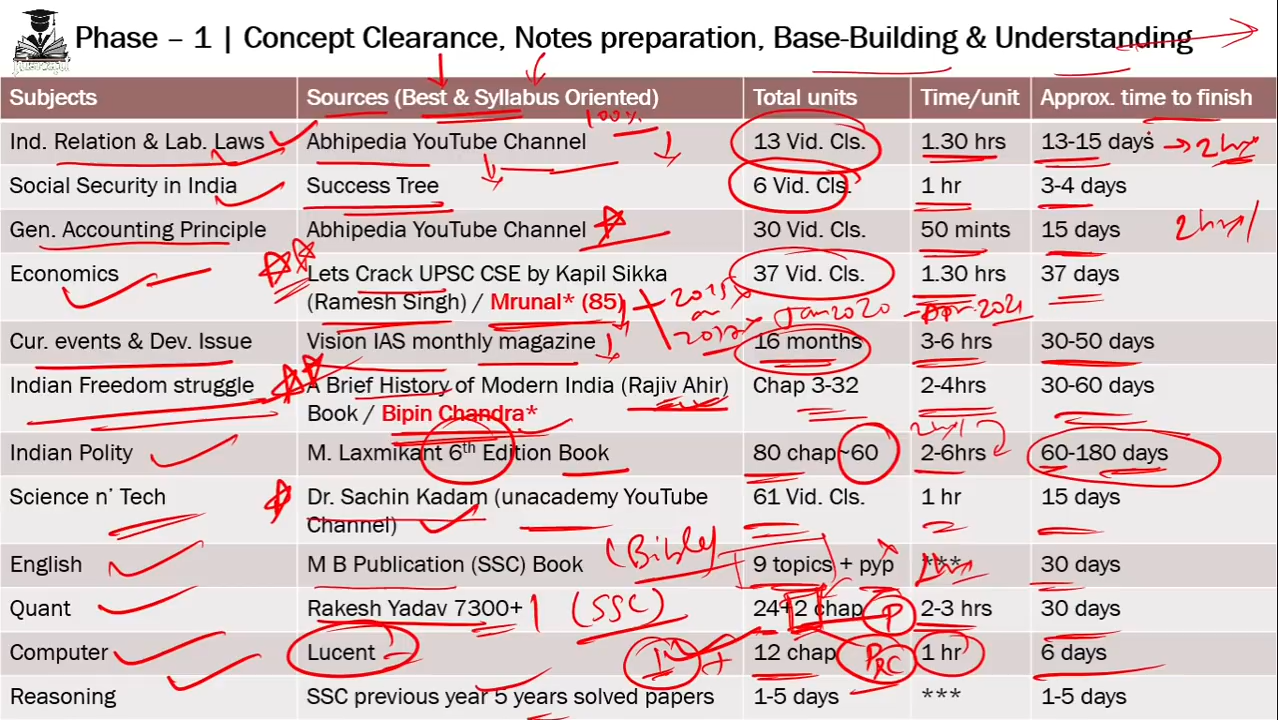 Phase – 1 | Concept Clearance, Notes preparation, Base-Building & Understanding
Subjects Sources (Best & Syllabus Oriented) Total units Time/unit Approx. time to finish
100%
Ind. Relation & Lab. Laws Abhipedia YouTube Channel 13 Vid. Cls. 1.30 hrs 13-15 days → 2 hrs
Social Security in India Success Tree 6 Vid. Cls. 1 hr 3-4 days
Gen. Accounting Principle Abhipedia YouTube Channel 30 Vid. Cls. 50 mints 15 days 2 hrs/
Economics Lets Crack UPSC CSE by Kapil Sikka 37 Vid. Cls. 1.30 hrs 37 days
(Ramesh Singh) / Mrunal* (85)
2015
2017
Jan 2020 - Apr. 2021
Cur. events & Dev. Issue Vision IAS monthly magazine 16 months 3-6 hrs 30-50 days
Indian Freedom struggle A Brief History of Modern India (Rajiv Ahir) Chap 3-32 2-4hrs 30-60 days
Book / Bipin Chandra*
Indian Polity M. Laxmikant 6th Edition Book 80 chap~60 2-6hrs 60-180 days
Science n' Tech Dr. Sachin Kadam (unacademy YouTube 61 Vid. Cls. 1 hr 15 days
Channel)
(Bible)
English M B Publication (SSC) Book 9 topics + pyp *** 30 days
Quant Rakesh Yadav 7300+ (SSC) 24+2 chap P 2-3 hrs 30 days
Computer Lucent 12 chap PRC 1 hr 6 days
Reasoning SSC previous year 5 years solved papers 1-5 days *** 1-5 days